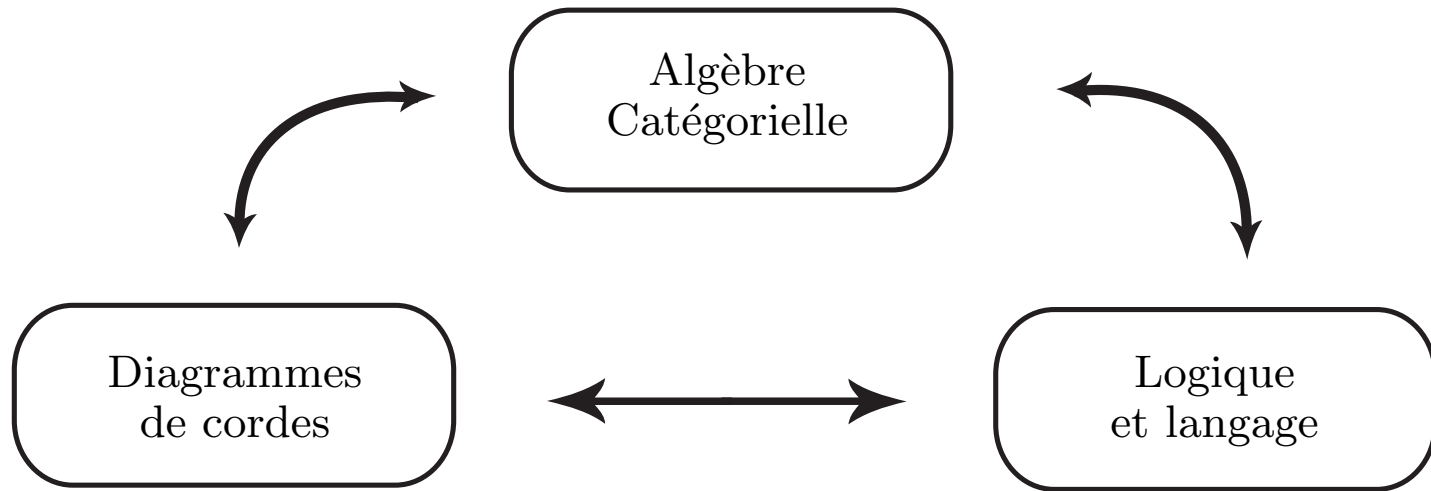 Algèbre
Catégorielle
Diagrammes
de cordes
Logique
et langage